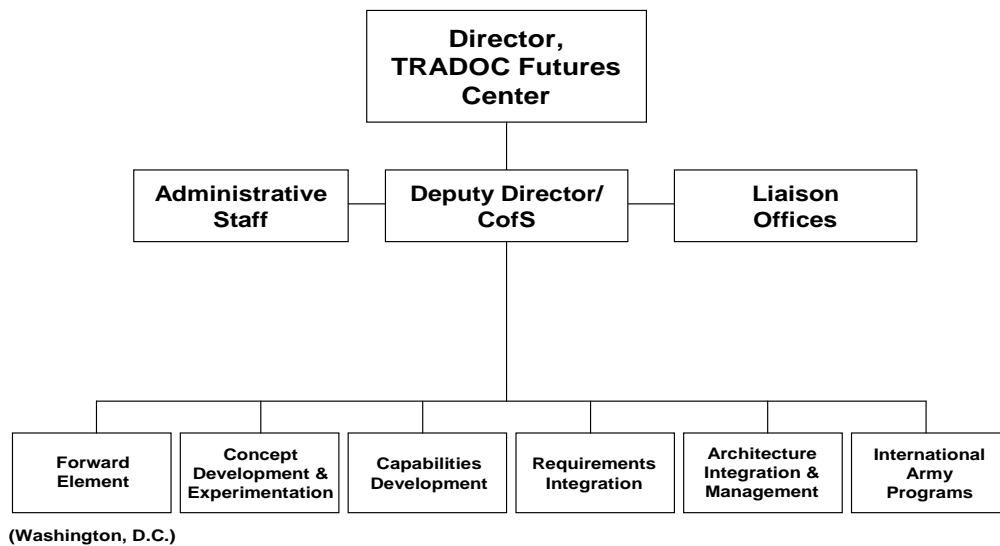 Director,
TRADOC Futures
Center
Administrative
Staff
Deputy Director/
CofS
Liaison
Offices
Forward
Element
Concept
Development &
Experimentation
Capabilities
Development
Requirements
Integration
Architecture
Integration &
Management
International
Army
Programs
(Washington, D.C.)